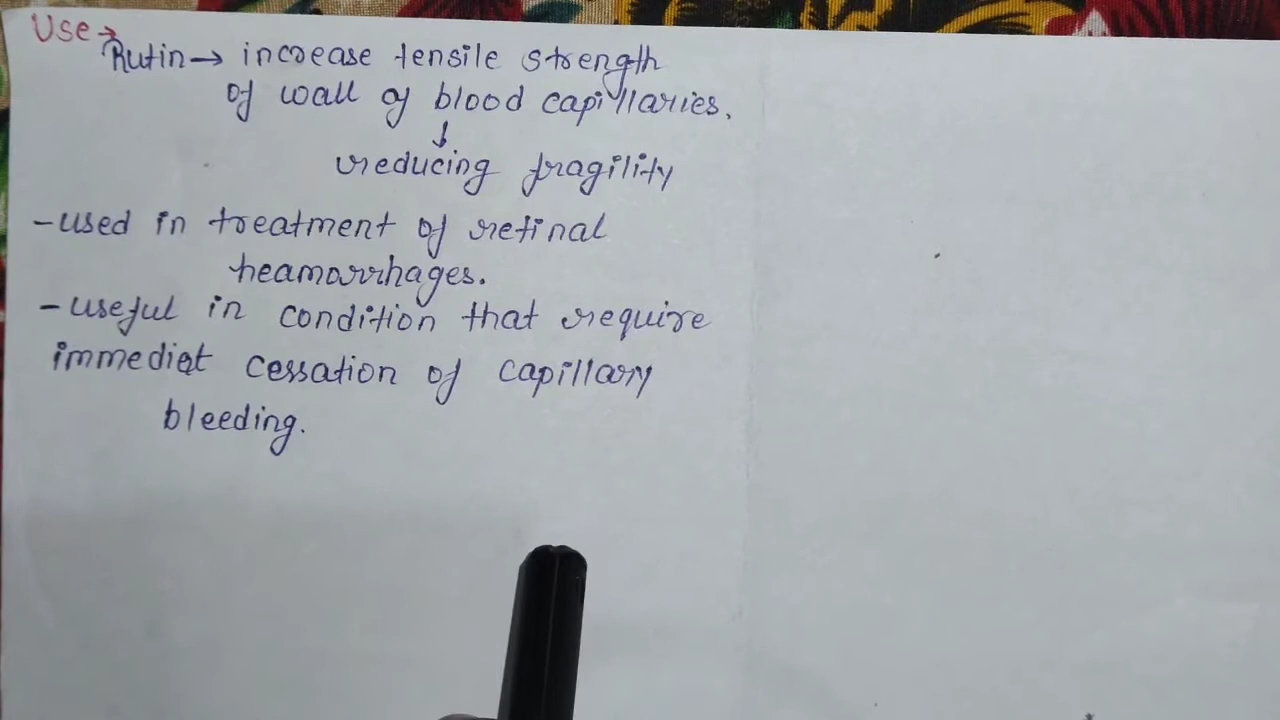 Use →
Rutin → increase tensile strength
of wall of blood capillaries.
↓
reducing fragility
- used in treatment of retinal
heamorrhages.
- useful in condition that require
immediat cessation of capillary
bleeding.